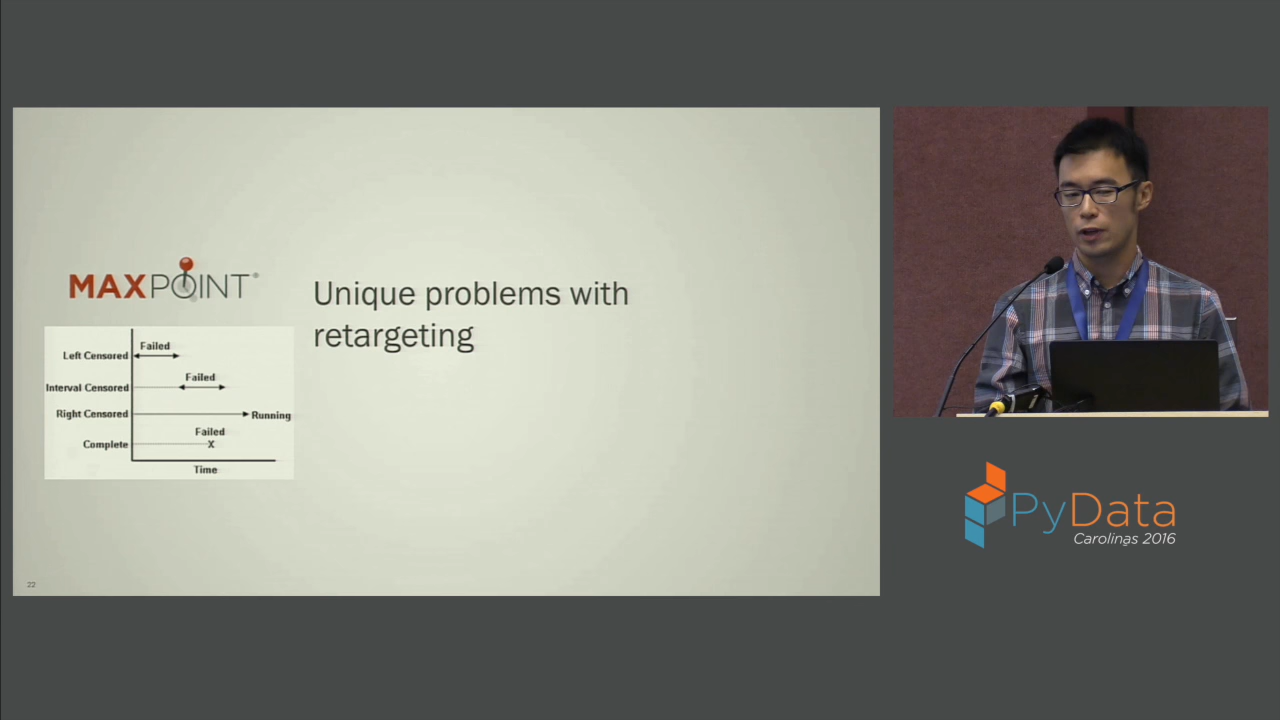 MAXPOINT®
Unique problems with
retargeting
Failed
Left Censored
Failed
Interval Censored
Right Censored
Running
Failed
Complete
X
Time
22
PyData
Carolinas 2016